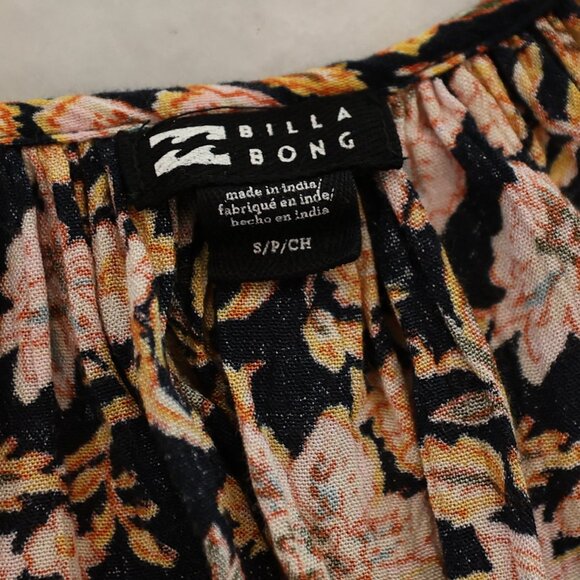 BILLA
BONG
made in india/
fabriqué en inde/
hecho en india
S/P/CH